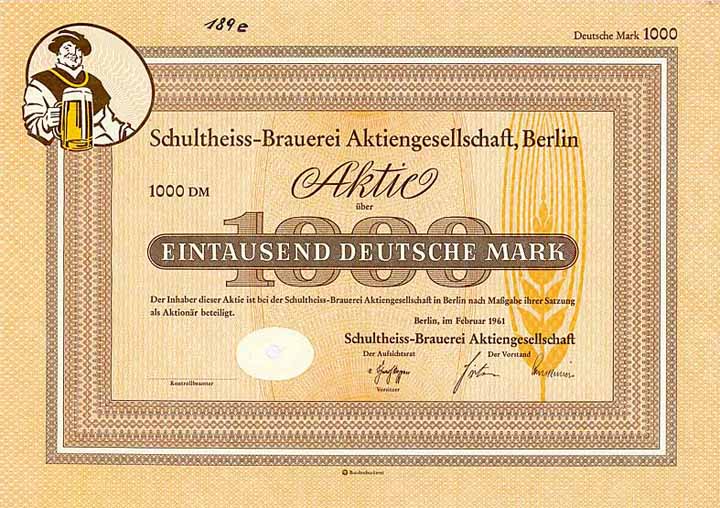 189e
Deutsche Mark 1000
Schultheiss-Brauerei Aktiengesellschaft, Berlin
Aktie
1000 DM
über
1000
EINTAUSEND DEUTSCHE MARK
Der Inhaber dieser Aktie ist bei der Schultheiss-Brauerei Aktiengesellschaft in Berlin nach Maßgabe ihrer Satzung
als Aktionär beteiligt.
Berlin, im Februar 1961
Schultheiss-Brauerei Aktiengesellschaft
Der Aufsichtsrat
Der Vorstand
Vorsitzer
Kontrollbeamter
Bundesdruckerei